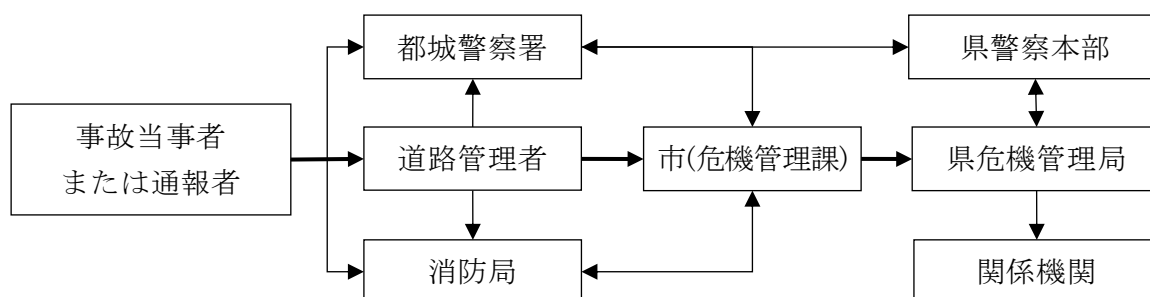 都城警察署
県警察本部
事故当事者
または通報者
道路管理者
市(危機管理課)
県危機管理局
消防局
関係機関